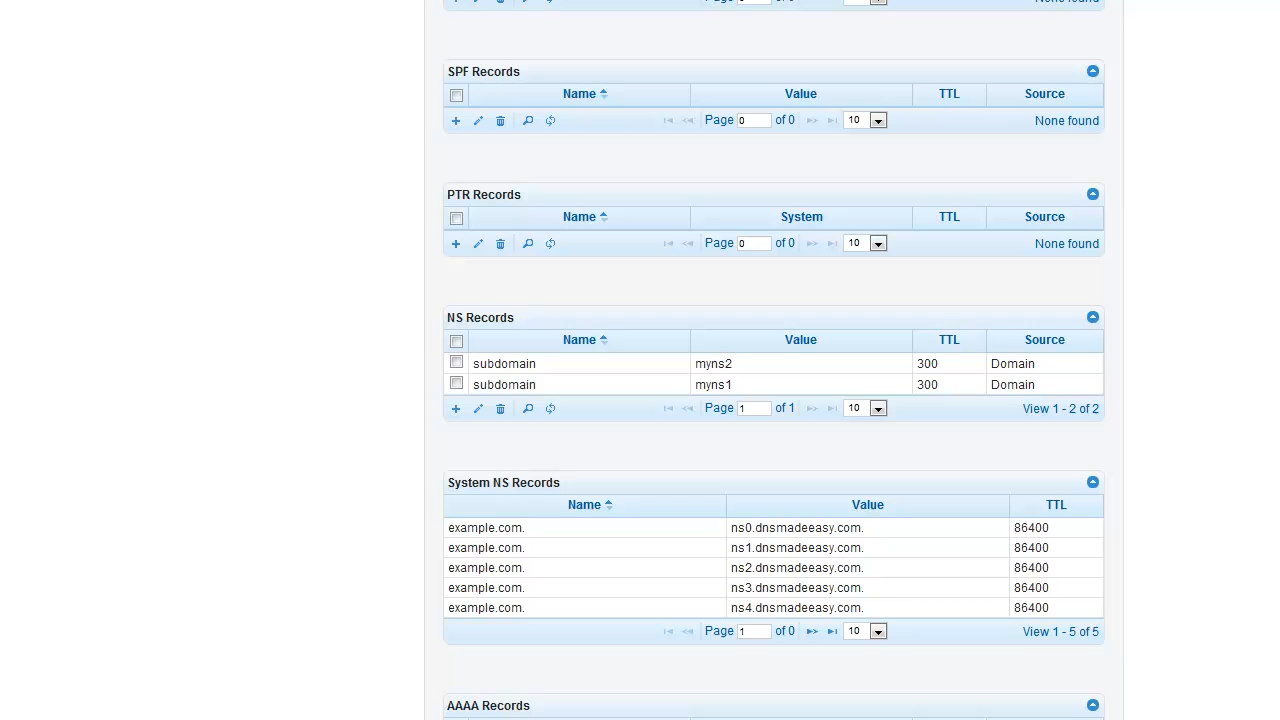 None found
SPF Records
Name Value TTL Source
Page 0 of 0 10 None found
PTR Records
Name System TTL Source
Page 0 of 0 10 None found
NS Records
Name Value TTL Source
subdomain myns2 300 Domain
subdomain myns1 300 Domain
Page 1 of 1 10 View 1 - 2 of 2
System NS Records
Name Value TTL
example.com. ns0.dnsmadeeasy.com. 86400
example.com. ns1.dnsmadeeasy.com. 86400
example.com. ns2.dnsmadeeasy.com. 86400
example.com. ns3.dnsmadeeasy.com. 86400
example.com. ns4.dnsmadeeasy.com. 86400
Page 1 of 0 10 View 1 - 5 of 5
AAAA Records